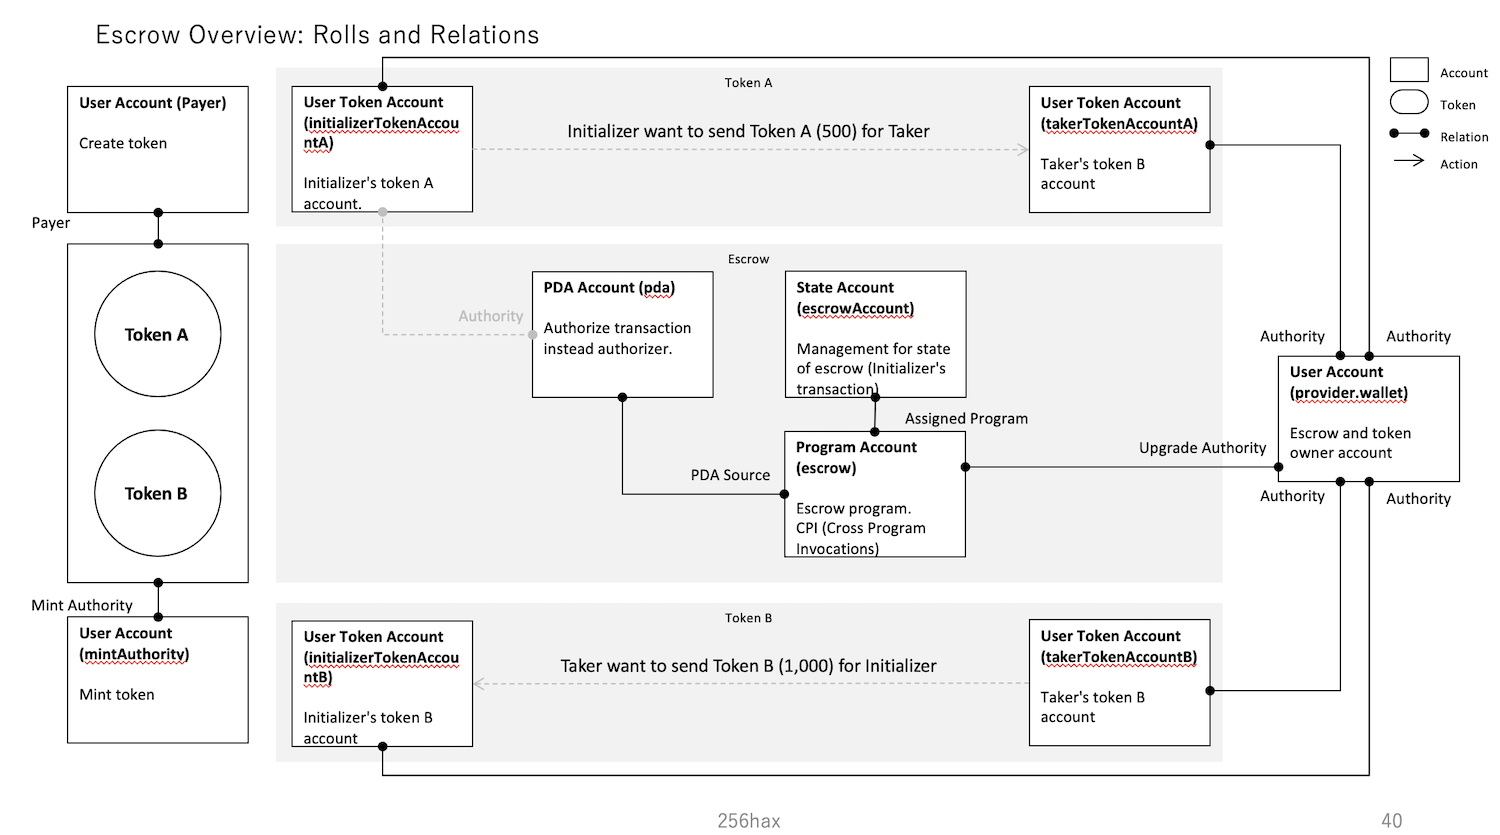 Escrow Overview: Rolls and Relations
User Account (Payer)
Create token
Payer
Token A
Token B
Mint Authority
User Account
(mintAuthority)
Mint token
Token A
User Token Account
(initializerTokenAccou
ntA)
Initializer's token A
account.
Initializer want to send Token A (500) for Taker
User Token Account
(takerTokenAccountA)
Taker's token B
account
Escrow
Authority
PDA Account (pda)
Authorize transaction
instead authorizer.
State Account
(escrowAccount)
Management for state
of escrow (Initializer's
transaction)
Assigned Program
PDA Source
Program Account
(escrow)
Escrow program.
CPI (Cross Program
Invocations)
Upgrade Authority
Token B
User Token Account
(initializerTokenAccou
ntB)
Initializer's token B
account
Taker want to send Token B (1,000) for Initializer
User Token Account
(takerTokenAccountB)
Taker's token B
account
Authority
Authority
User Account
(provider.wallet)
Escrow and token
owner account
Authority
Authority
Account
Token
Relation
Action
256hax
40